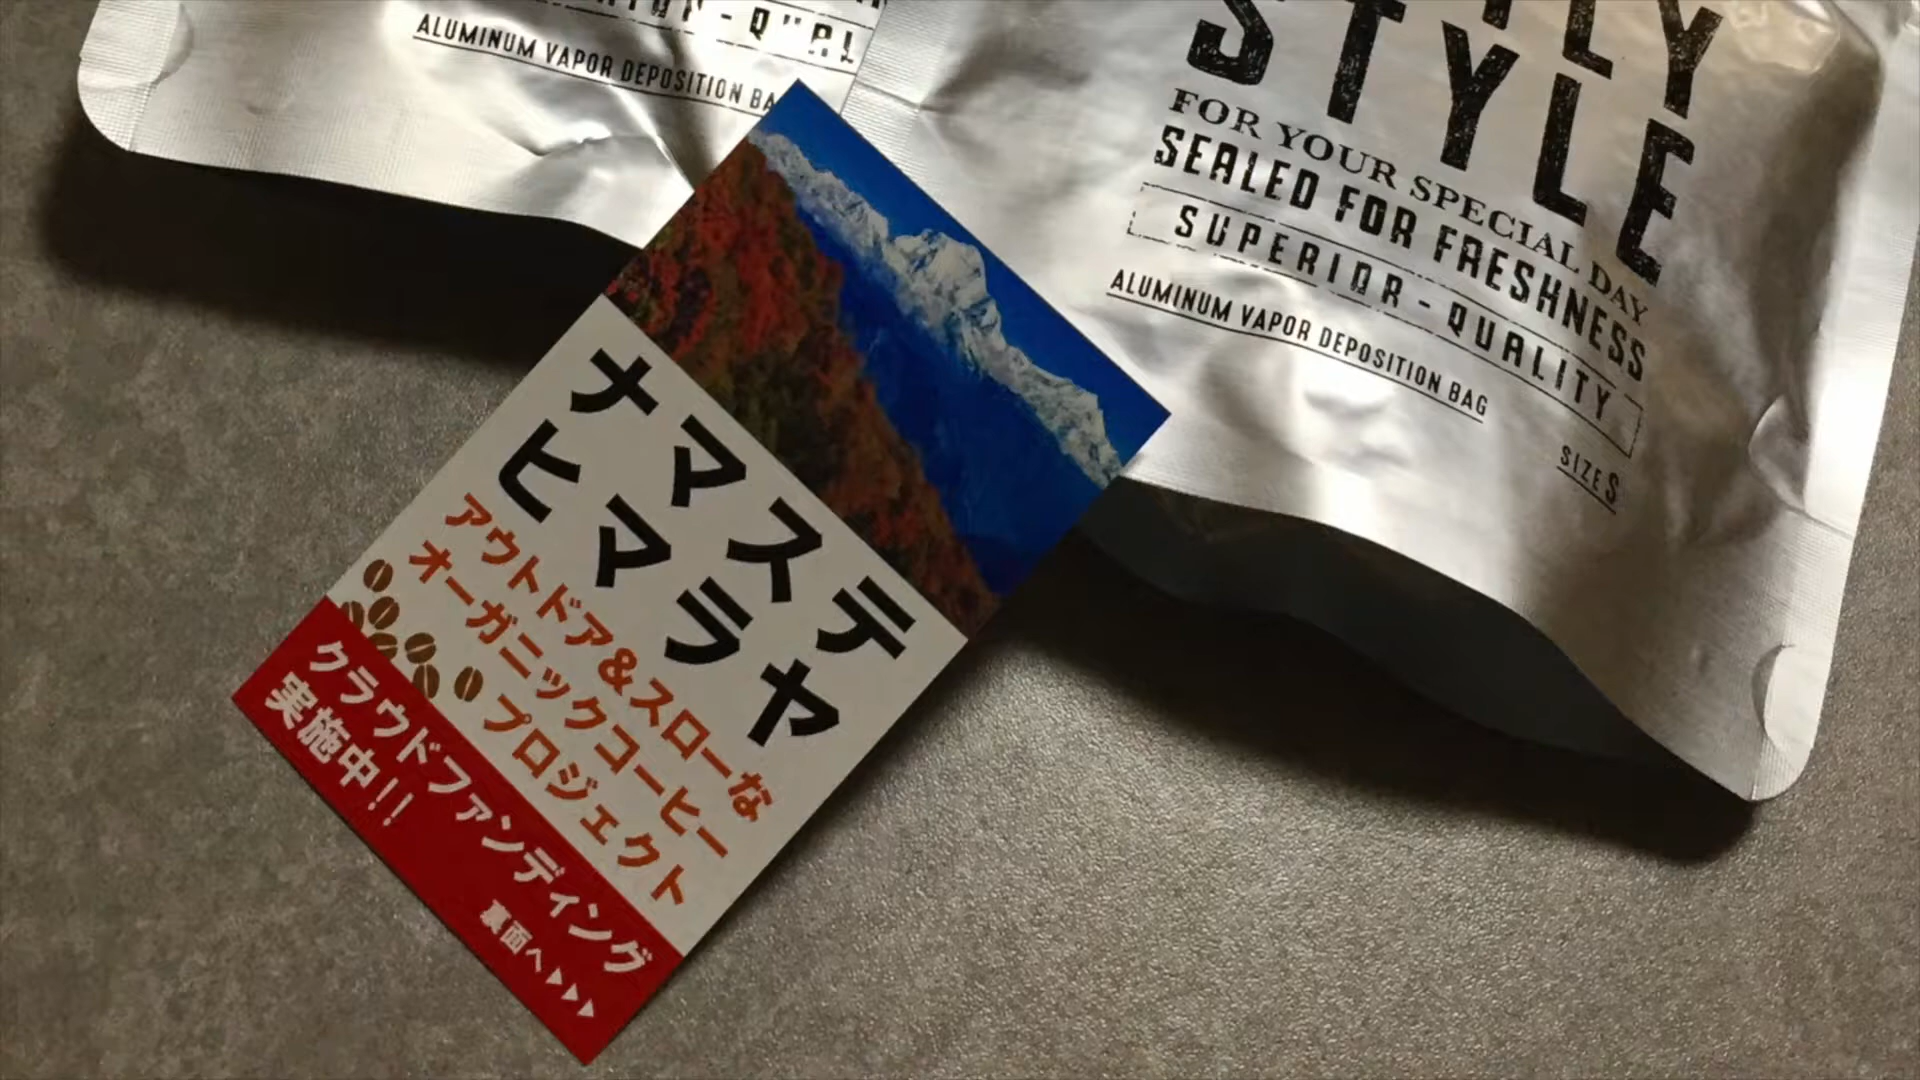 ALUMINUM VAPOR DEPOSITION BA
STYLE
FOR YOUR SPECIAL DAY
SEALED FOR FRESHNESS
SUPERIOR-QUALITY
ALUMINUM VAPOR DEPOSITION BAG
SIZE S
ナマステ
ヒマラヤ
アウトドア&スローな
オーガニックコーヒー
プロジェクト
クラウドファンディング
実施中!!
裏面へ▶▶▶